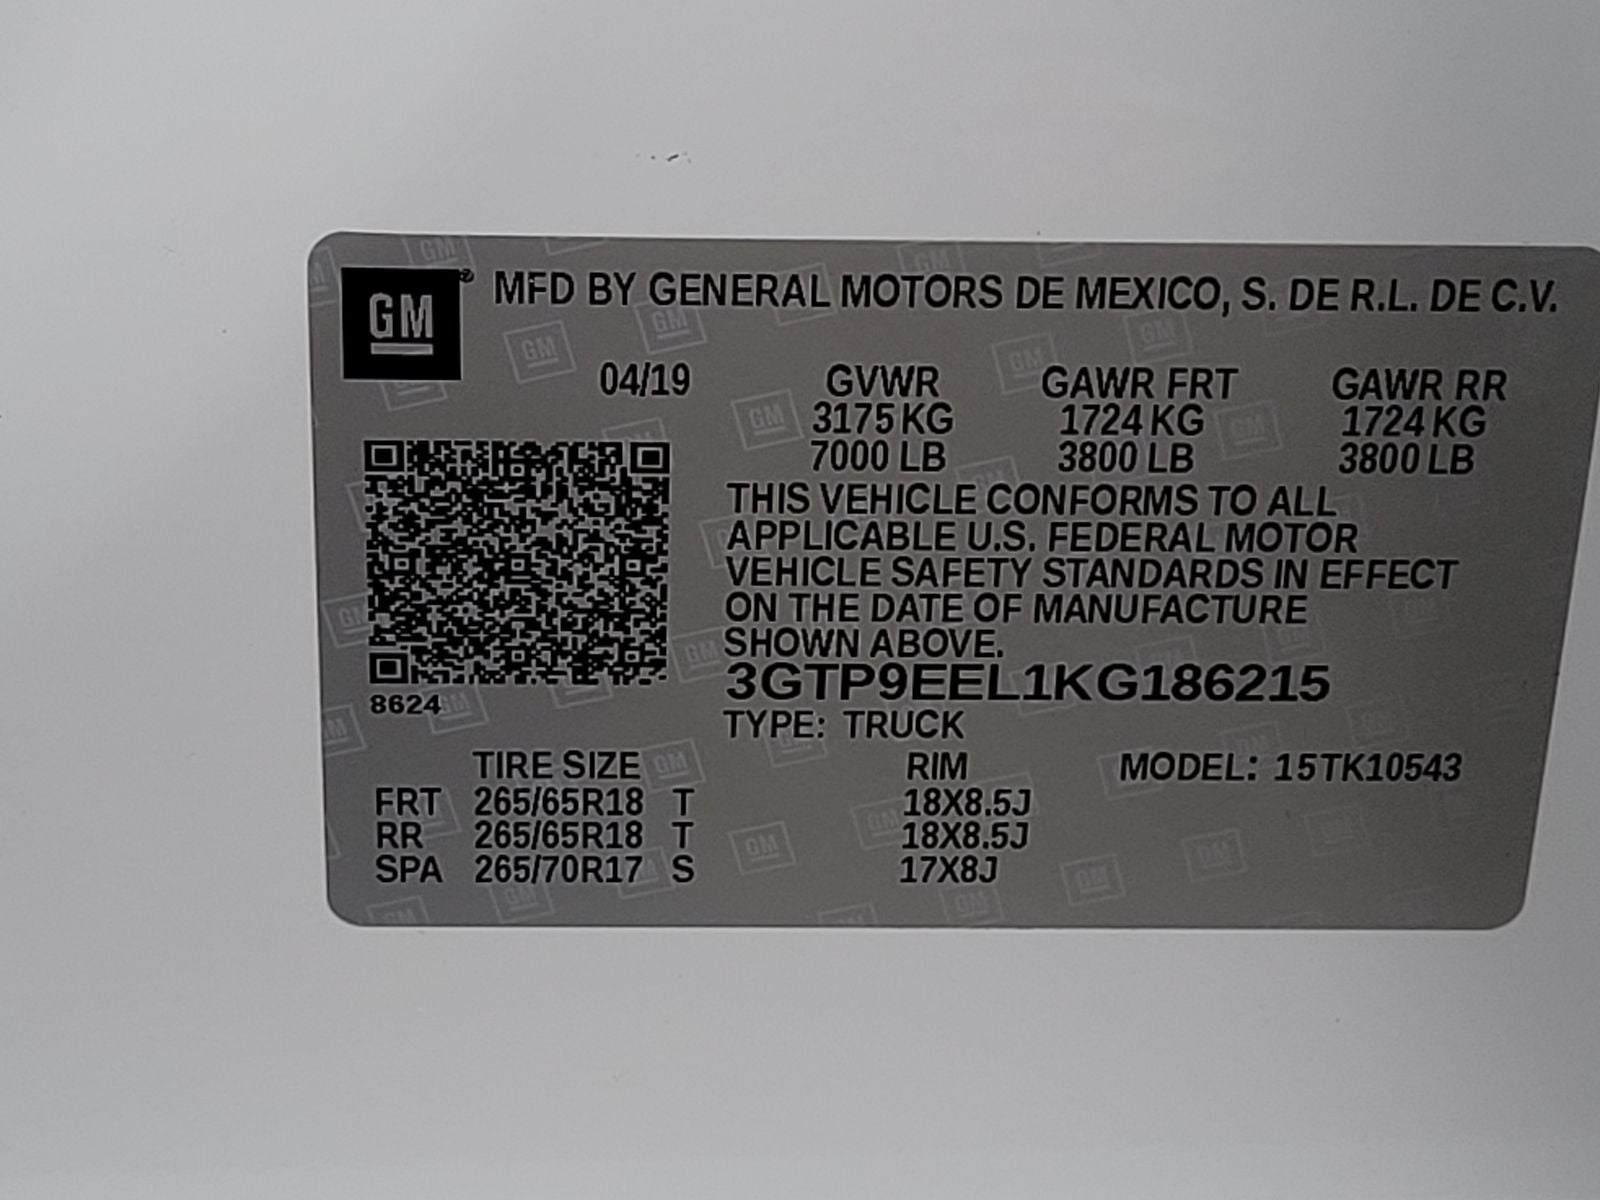 GM® MFD BY GENERAL MOTORS DE MEXICO, S. DE R.L. DE C.V.
04/19 GVWR GAWR FRT GAWR RR
3175 KG 1724 KG 1724 KG
7000 LB 3800 LB 3800 LB
THIS VEHICLE CONFORMS TO ALL
APPLICABLE U.S. FEDERAL MOTOR
VEHICLE SAFETY STANDARDS IN EFFECT
ON THE DATE OF MANUFACTURE
SHOWN ABOVE.
3GTP9EEL1KG186215
8624
TYPE: TRUCK
TIRE SIZE RIM MODEL: 15TK10543
FRT 265/65R18 T 18X8.5J
RR 265/65R18 T 18X8.5J
SPA 265/70R17 S 17X8J